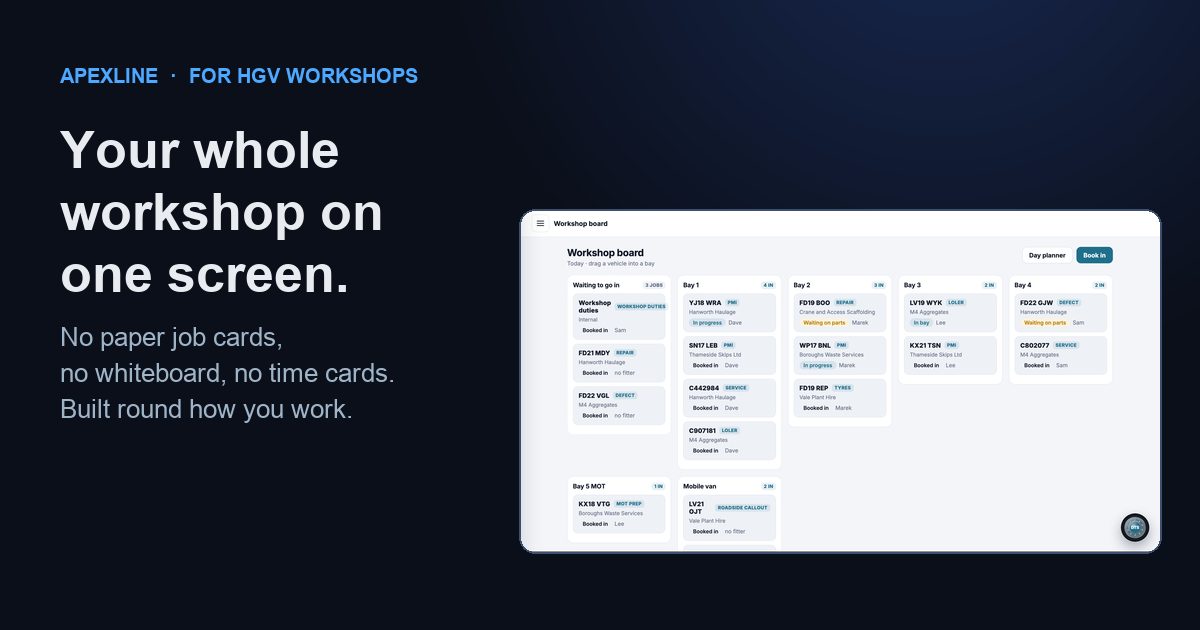 APEXLINE · FOR HGV WORKSHOPS
Your whole
workshop on
one screen.
No paper job cards,
no whiteboard, no time cards.
Built round how you work.
Workshop board
Workshop board
Today · drag a vehicle into a bay
Day planner
Book in
Waiting to go in 3 JOBS
Workshop duties WORKSHOP DUTIES
Internal
Booked in Sam
FD21 MDY REPAIR
Hanworth Haulage
Booked in no fitter
FD22 VGL DEFECT
M4 Aggregates
Booked in no fitter
Bay 1 4 IN
YJ18 WRA PMI
Hanworth Haulage
In progress Dave
SN17 LEB PMI
Thameside Skips Ltd
Booked in Dave
C442984 SERVICE
Hanworth Haulage
Booked in Dave
C907181 LOLER
M4 Aggregates
Booked in Dave
Bay 2 3 IN
FD19 BOO REPAIR
Crane and Access Scaffolding
Waiting on parts Marek
WP17 BNL PMI
Boroughs Waste Services
In progress Marek
FD19 REP TYRES
Vale Plant Hire
Booked in Marek
Bay 3 2 IN
LV19 WYK LOLER
M4 Aggregates
In bay Lee
KX21 TSN PMI
Thameside Skips Ltd
Booked in Lee
Bay 4 2 IN
FD22 GJW DEFECT
Hanworth Haulage
Waiting on parts Sam
C802077 SERVICE
M4 Aggregates
Booked in Sam
Bay 5 MOT 1 IN
KX18 VTG MOT PREP
Boroughs Waste Services
Booked in Lee
Mobile van 2 IN
LV21 OJT ROADSIDE CALLOUT
Vale Plant Hire
Booked in no fitter